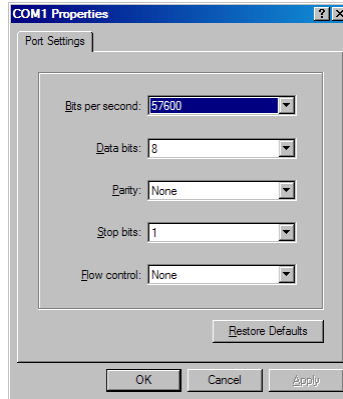 COM1 Properties
Port Settings
Bits per second: 57600
Data bits: 8
Parity: None
Stop bits: 1
Flow control: None
Restore Defaults
OK Cancel Apply